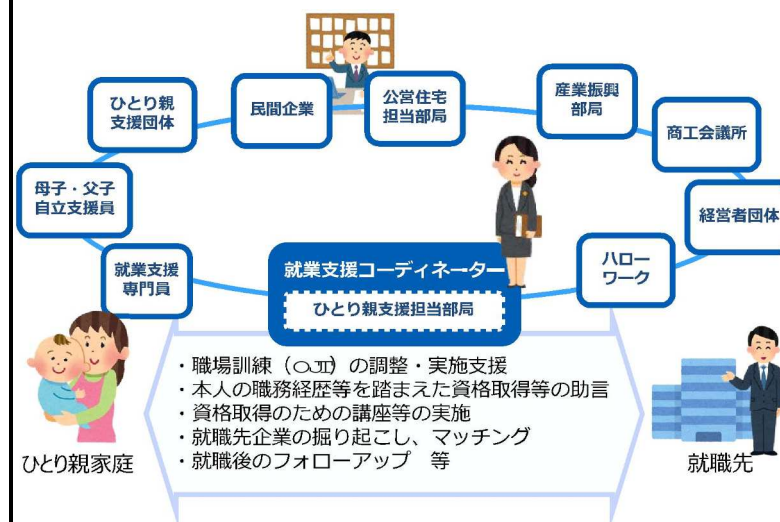 ひとり親
支援団体
民間企業
公営住宅
担当部局
産業振興
部局
商工会議所
母子・父子
自立支援員
経営者団体
就業支援
専門員
就業支援コーディネーター
ひとり親支援担当部局
ハロー
ワーク
・職場訓練（OJT）の調整・実施支援
・本人の職務経歴等を踏まえた資格取得等の助言
・資格取得のための講座等の実施
・就職先企業の掘り起こし、マッチング
・就職後のフォローアップ 等
ひとり親家庭
就職先